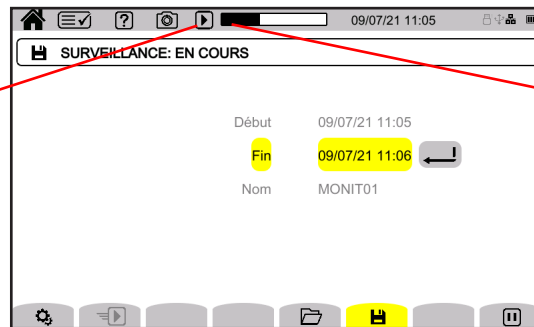 09/07/21 11:05
SURVEILLANCE: EN COURS
Début 09/07/21 11:05
Fin 09/07/21 11:06
Nom MONIT01